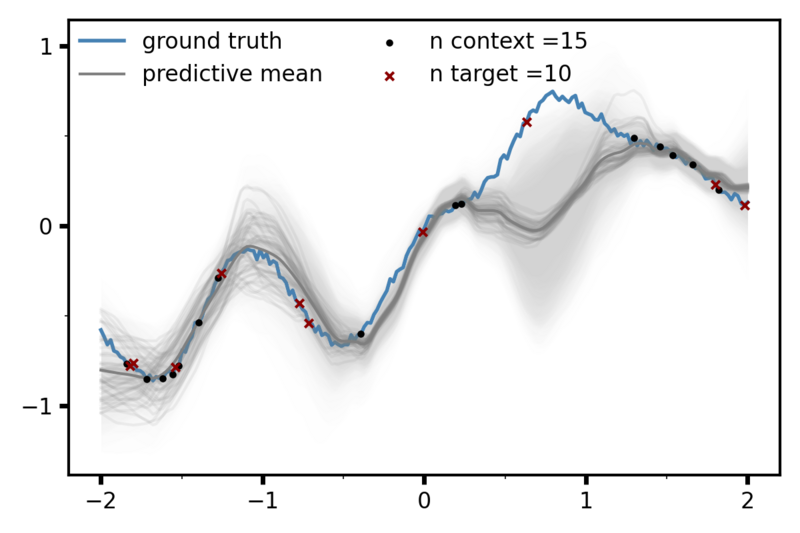 ground truth
n context =15
predictive mean
n target =10
1
0
−1
−2
−1
0
1
2